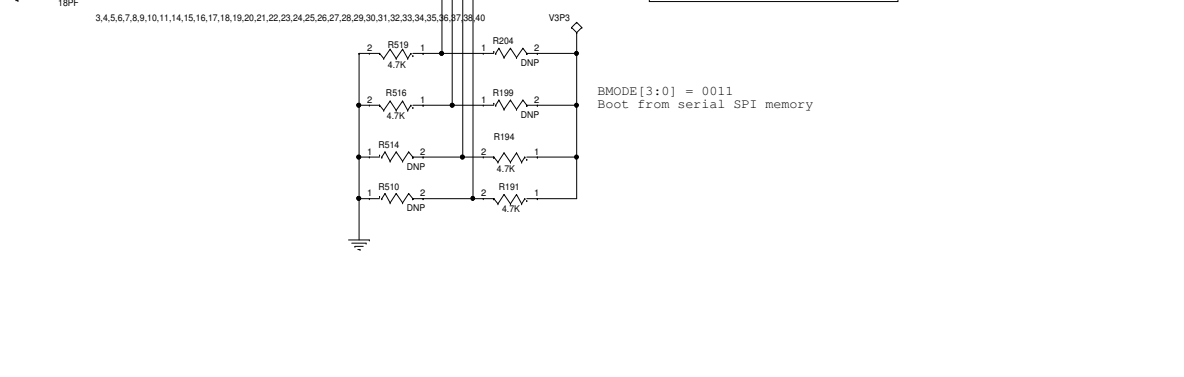 18PF
3,4,5,6,7,8,9,10,11,14,15,16,17,18,19,20,21,22,23,24,25,26,27,28,29,30,31,32,33,34,35,36,37,38,40
V3P3
2 R519 1
4.7K
1 R204 2
DNP
2 R516 1
4.7K
1 R199 2
DNP
BMODE[3:0] = 0011
Boot from serial SPI memory
1 R514 2
DNP
2 R194 1
4.7K
1 R510 2
DNP
2 R191 1
4.7K